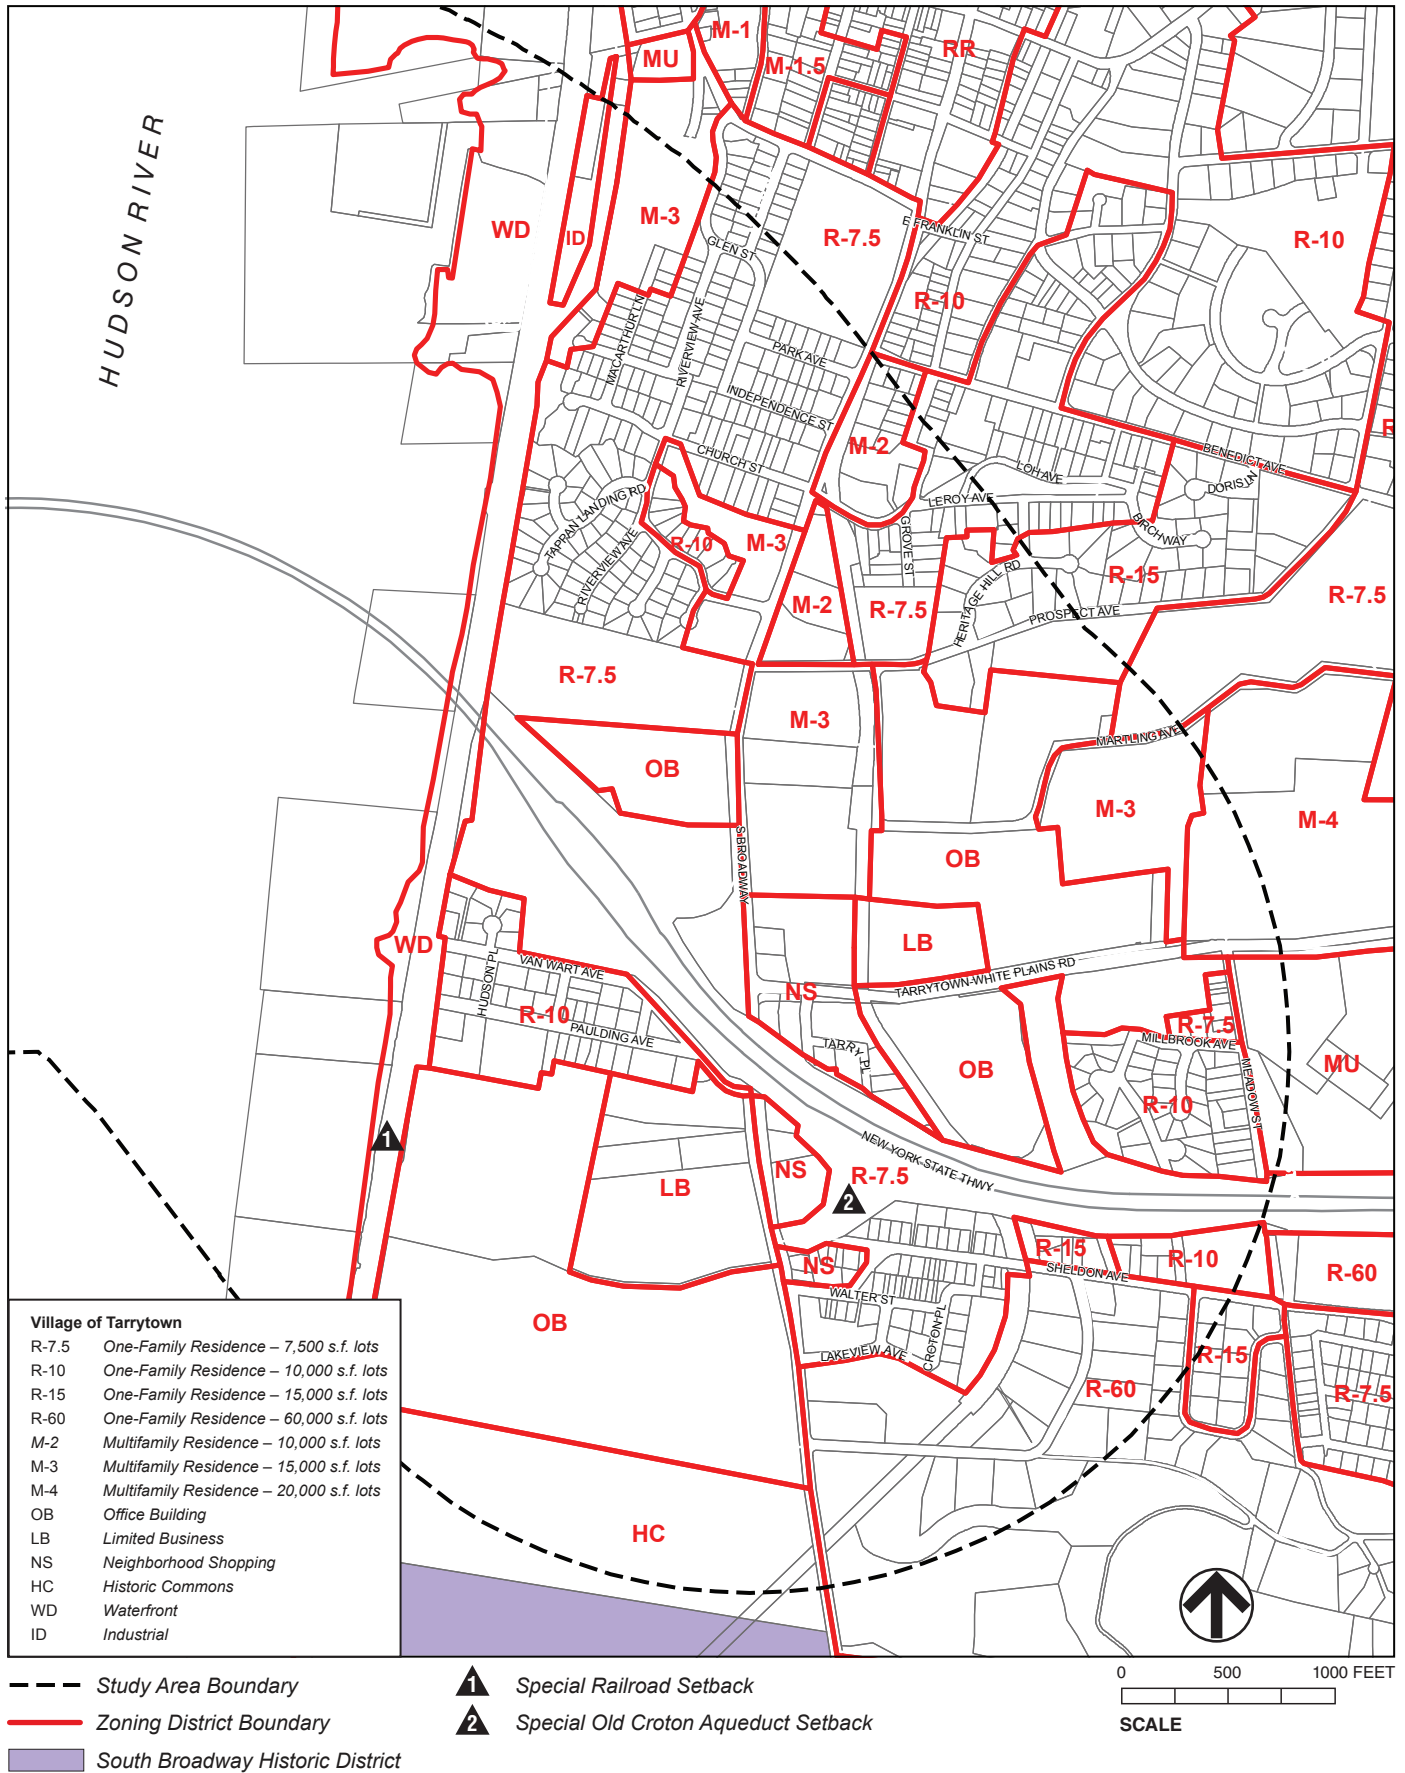 M-1
MU
M-1.5
RR
HUDSON RIVER
WD
ID
M-3
R-7.5
E FRANKLIN ST
R-10
R-10
GLEN ST
MACARTHUR LN
RIVERVIEW AVE
PARK AVE
INDEPENDENCE ST
CHURCH ST
M-2
R
BENEDICT AVE
DORIS LN
LOH AVE
LEROY AVE
BIRCHWAY
TAPPAN LANDING RD
RIVERVIEW AVE
R-10
M-3
GROVE ST
HERITAGE HILL RD
R-15
PROSPECT AVE
R-7.5
M-2
R-7.5
R-7.5
M-3
MARTLING AVE
OB
M-3
M-4
S BROADWAY
OB
LB
WD
VAN WART AVE
HUDSON PL
R-10
PAULDING AVE
NS
TARRYTOWN-WHITE PLAINS RD
TARRY PL
OB
R-7.5
MILLBROOK AVE
MEADOW ST
MU
R-10
1
NEW YORK STATE THWY
NS
R-7.5
2
LB
R-15
R-10
SHELDON AVE
R-60
NS
WALTER ST
CROTON PL
LAKEVIEW AVE
OB
R-15
R-60
R-7.5
HC
Village of Tarrytown
R-7.5 One-Family Residence – 7,500 s.f. lots
R-10 One-Family Residence – 10,000 s.f. lots
R-15 One-Family Residence – 15,000 s.f. lots
R-60 One-Family Residence – 60,000 s.f. lots
M-2 Multifamily Residence – 10,000 s.f. lots
M-3 Multifamily Residence – 15,000 s.f. lots
M-4 Multifamily Residence – 20,000 s.f. lots
OB Office Building
LB Limited Business
NS Neighborhood Shopping
HC Historic Commons
WD Waterfront
ID Industrial
Study Area Boundary
Zoning District Boundary
South Broadway Historic District
1 Special Railroad Setback
2 Special Old Croton Aqueduct Setback
0 500 1000 FEET
SCALE